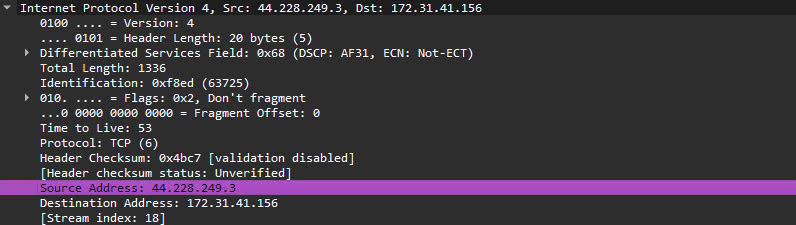 Internet Protocol Version 4, Src: 44.228.249.3, Dst: 172.31.41.156
0100 .... = Version: 4
.... 0101 = Header Length: 20 bytes (5)
Differentiated Services Field: 0x68 (DSCP: AF31, ECN: Not-ECT)
Total Length: 1336
Identification: 0xf8ed (63725)
010. .... = Flags: 0x2, Don't fragment
...0 0000 0000 0000 = Fragment Offset: 0
Time to Live: 53
Protocol: TCP (6)
Header Checksum: 0x4bc7 [validation disabled]
[Header checksum status: Unverified]
Source Address: 44.228.249.3
Destination Address: 172.31.41.156
[Stream index: 18]